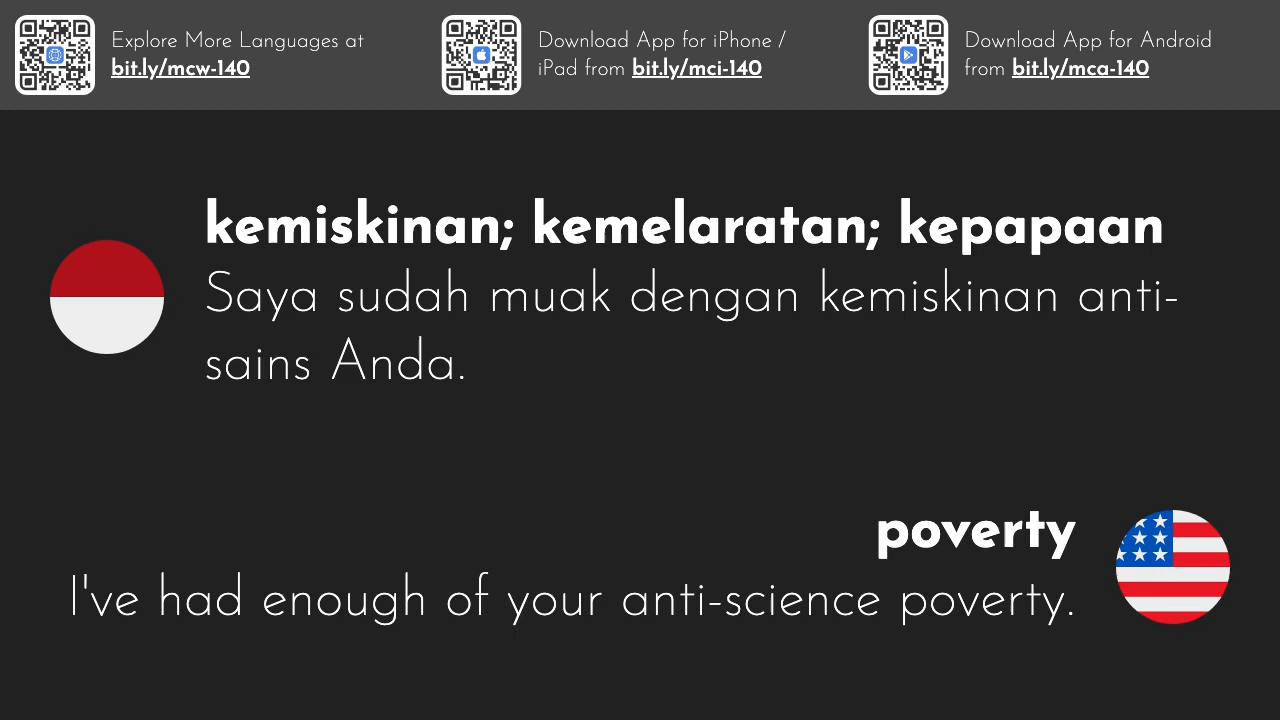 Explore More Languages at
bit.ly/mcw-140
Download App for iPhone /
iPad from bit.ly/mci-140
Download App for Android
from bit.ly/mca-140
kemiskinan; kemelaratan; kepapaan
Saya sudah muak dengan kemiskinan anti-
sains Anda.
poverty
I've had enough of your anti-science poverty.